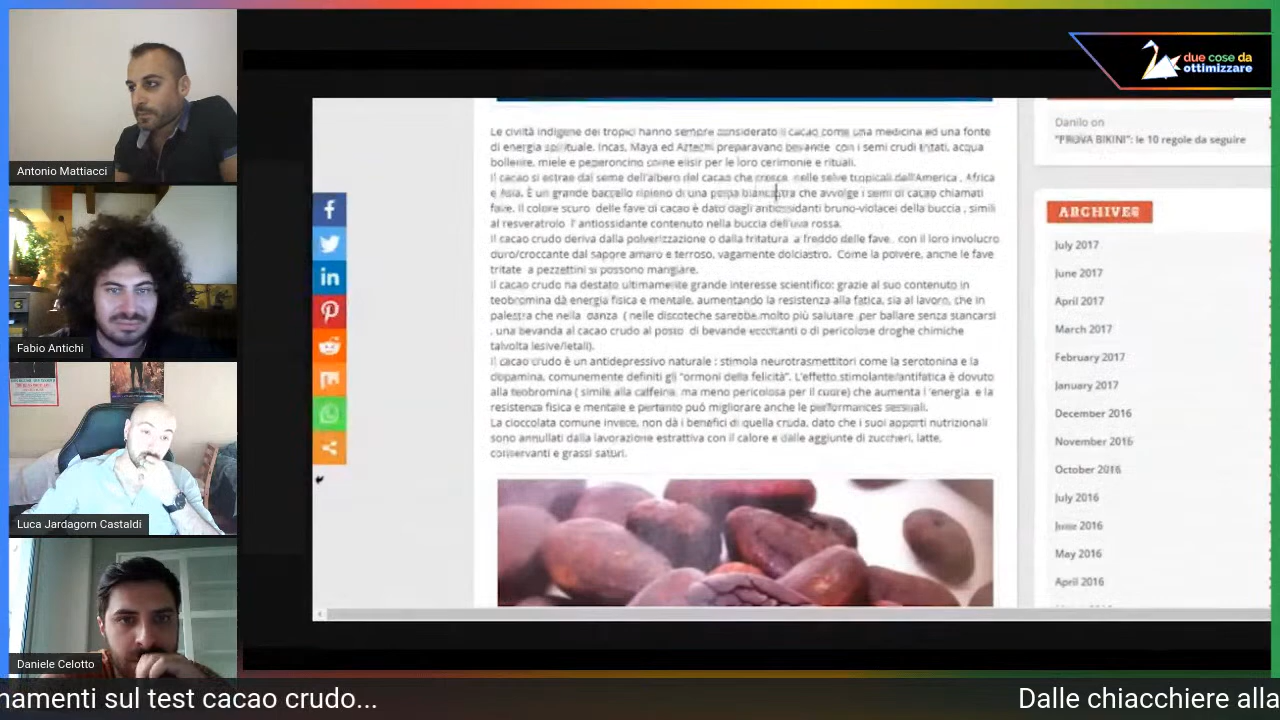 Antonio Mattiacci
Fabio Antichi
Luca Jardagorn Castaldi
Daniele Celotto
due cose da
ottimizzare
Le civiltà indigene dei tropici hanno sempre considerato il cacao come una medicina ed una fonte
di energia spirituale. Incas, Maya ed Aztechi preparavano bevande con i semi crudi tritati, acqua
bollente, miele e peperoncino come elisir per le loro cerimonie e rituali.
Il cacao si estrae dal seme dell'albero del cacao che cresce nelle selve tropicali dell'America , Africa
e Asia. È un grande baccello ripieno di una polpa biancastra che avvolge i semi di cacao chiamati
fave. Il colore scuro delle fave di cacao è dato dagli antiossidanti bruno-violacei della buccia , simili
al resveratrolo l' antiossidante contenuto nella buccia dell'uva rossa.
Il cacao crudo deriva dalla polverizzazione o dalla tritatura a freddo delle fave, con il loro involucro
duro/croccante dal sapore amaro e terroso, vagamente dolciastro. Come la polvere, anche le fave
tritate a pezzettini si possono mangiare.
Il cacao crudo ha destato ultimamente grande interesse scientifico: grazie al suo contenuto in
teobromina dà energia fisica e mentale, aumentando la resistenza alla fatica, sia al lavoro, che in
palestra che nella danza ( nelle discoteche sarebbe molto più salutare per ballare senza stancarsi
, una bevanda al cacao crudo al posto di bevande eccitanti o di pericolose droghe chimiche
talvolta lesive/letali).
Il cacao crudo è un antidepressivo naturale : stimola neurotrasmettitori come la serotonina e la
dopamina, comunemente definiti gli "ormoni della felicità". L'effetto stimolante/antifatica è dovuto
alla teobromina ( simile alla caffeina, ma meno pericolosa per il cuore) che aumenta l'energia e la
resistenza fisica e mentale e pertanto può migliorare anche le performances sessuali.
La cioccolata comune invece, non dà i benefici di quella cruda, dato che i suoi apporti nutrizionali
sono annullati dalla lavorazione estrattiva con il calore e dalle aggiunte di zuccheri, latte,
conservanti e grassi saturi.
Danilo on
"PROVA BIKINI": le 10 regole da seguire
ARCHIVES
July 2017
June 2017
April 2017
March 2017
February 2017
January 2017
December 2016
November 2016
October 2016
July 2016
June 2016
May 2016
April 2016
namenti sul test cacao crudo...
Dalle chiacchiere alla